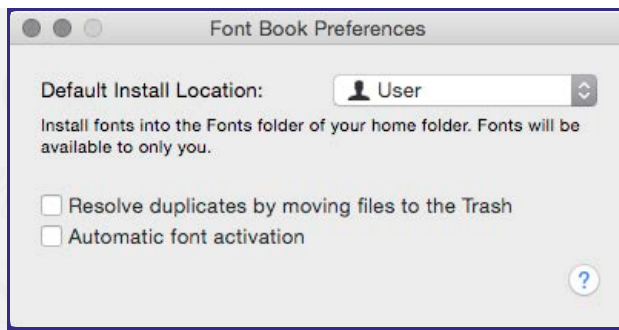 Font Book Preferences
Default Install Location: User
Install fonts into the Fonts folder of your home folder. Fonts will be
available to only you.
Resolve duplicates by moving files to the Trash
Automatic font activation
?